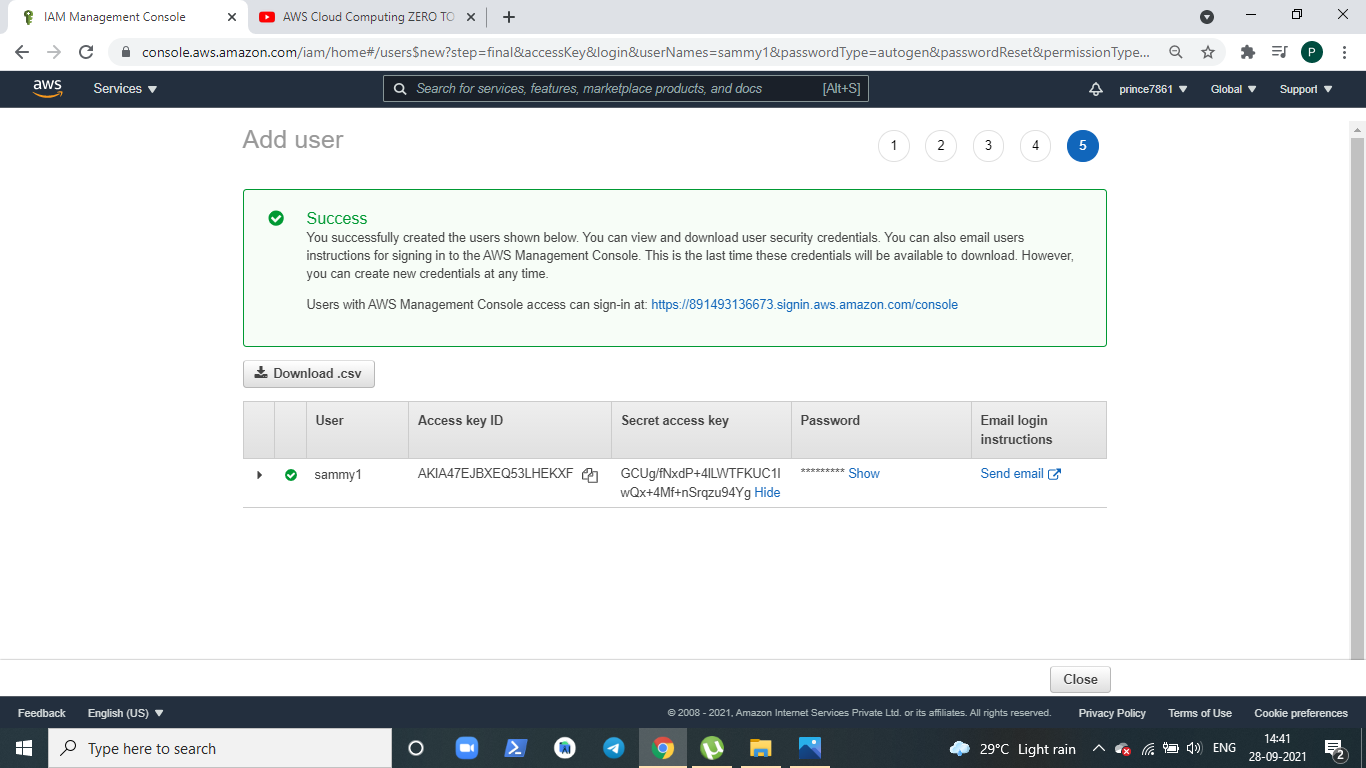 IAM Management Console
AWS Cloud Computing ZERO TO
console.aws.amazon.com/iam/home#/users$new?step=final&accessKey&login&userNames=sammy1&passwordType=autogen&passwordReset&permissionType...
P
aws
Services
Search for services, features, marketplace products, and docs
[Alt+S]
prince7861
Global
Support
Add user
1
2
3
4
5
Success
You successfully created the users shown below. You can view and download user security credentials. You can also email users
instructions for signing in to the AWS Management Console. This is the last time these credentials will be available to download. However,
you can create new credentials at any time.
Users with AWS Management Console access can sign-in at: https://891493136673.signin.aws.amazon.com/console
Download .csv
User
Access key ID
Secret access key
Password
Email login
instructions
sammy1
AKIA47EJBXEQ53LHEKXF
wQx+4Mf+nSrqzu94Yg Hide
********* Show
Send email
Close
Feedback
English (US)
© 2008 - 2021, Amazon Internet Services Private Ltd. or its affiliates. All rights reserved.
Privacy Policy
Terms of Use
Cookie preferences
Type here to search
29°C Light rain
ENG
14:41
28-09-2021
2